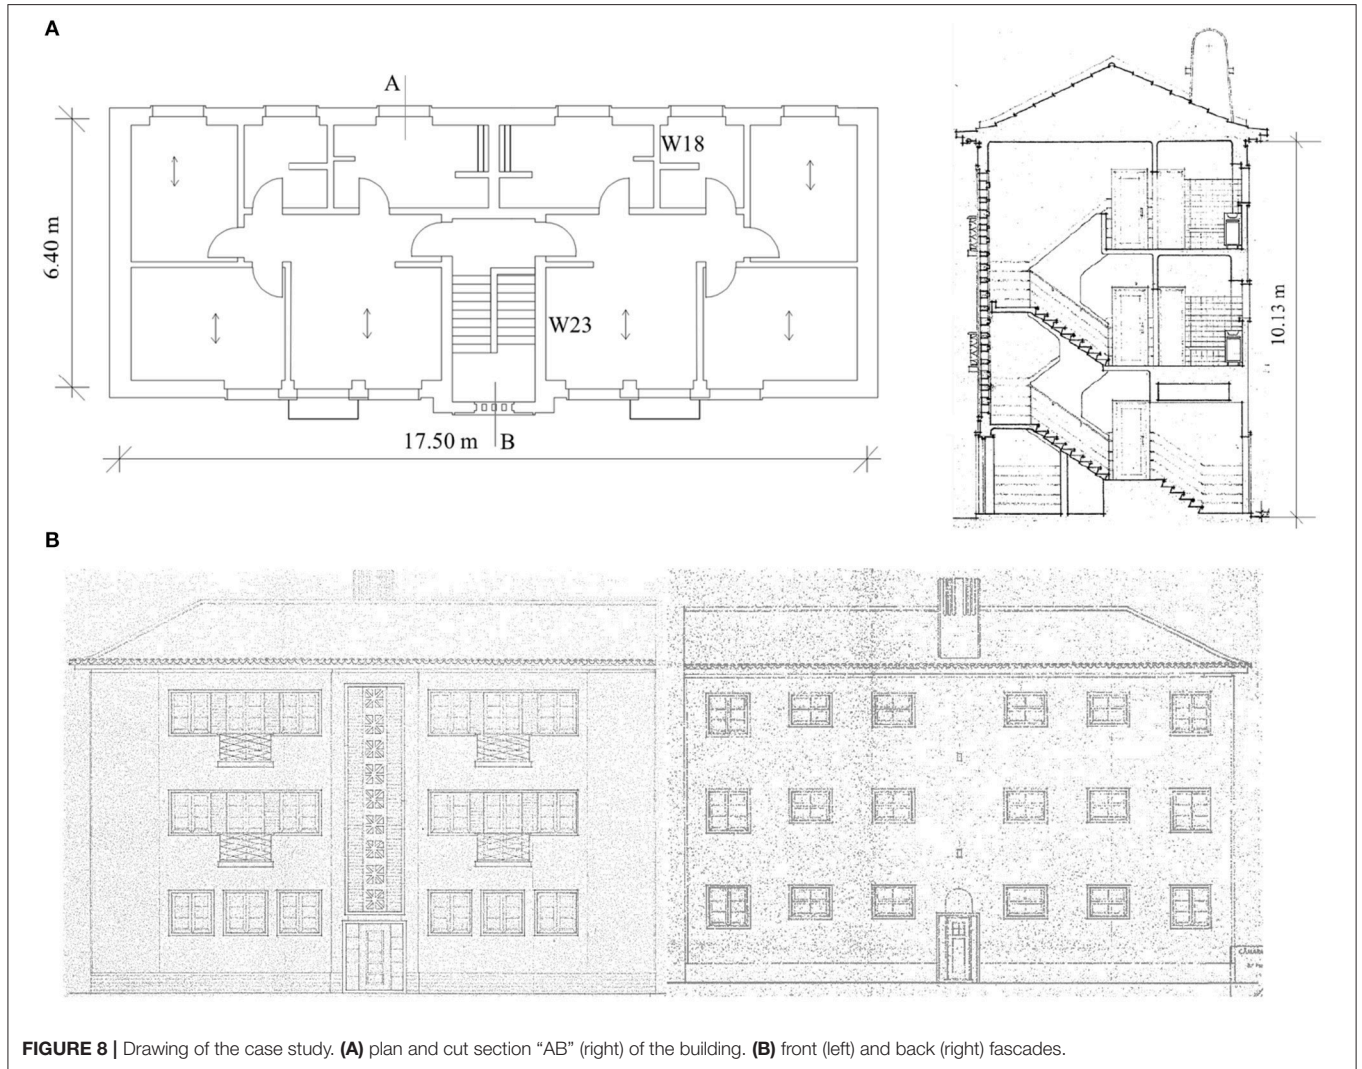 A
A
W18
6.40 m
W23
17.50 m
B
10.13 m
B
FIGURE 8 | Drawing of the case study. (A) plan and cut section “AB” (right) of the building. (B) front (left) and back (right) fascades.